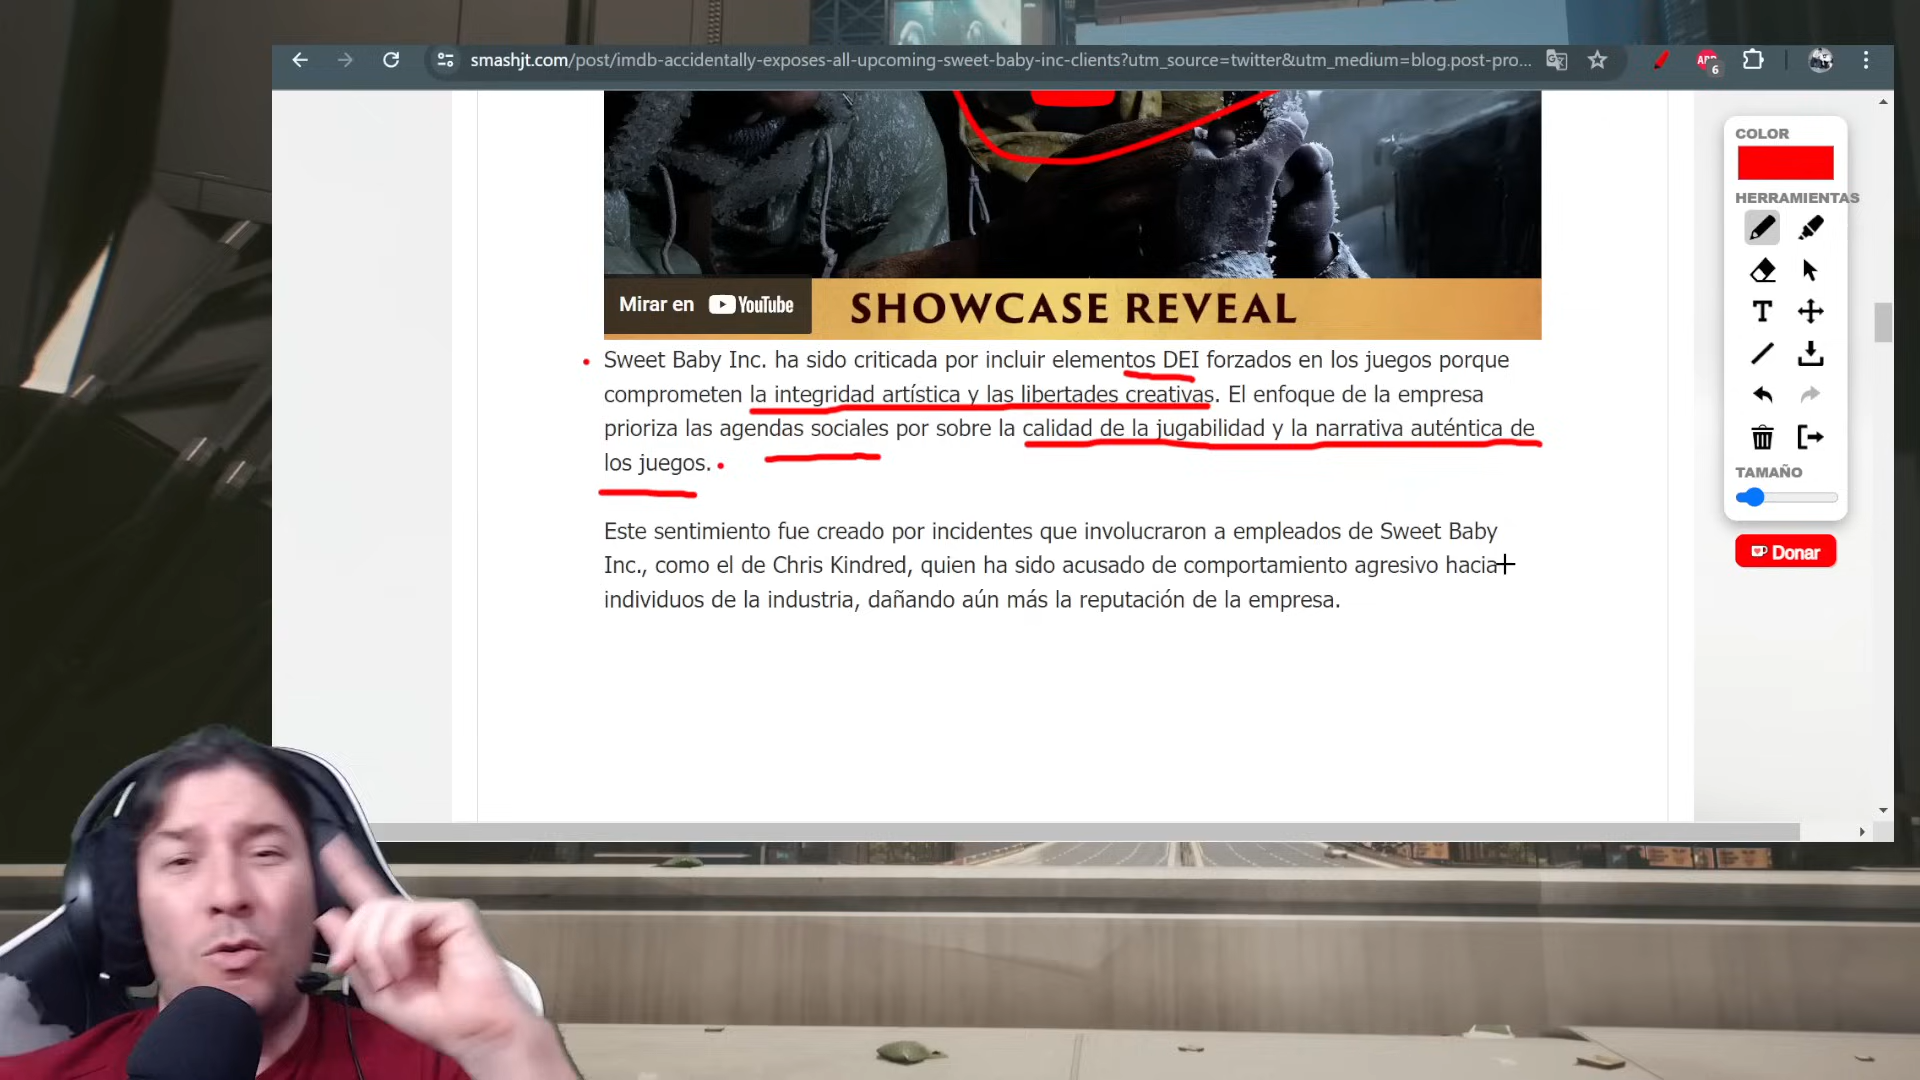 smashjt.com/post/imdb-accidentally-exposes-all-upcoming-sweet-baby-inc-clients?utm_source=twitter&utm_medium=blog.post-pro...
6
COLOR
HERRAMIENTAS
T
TAMAÑO
Donar
Mirar en YouTube
SHOWCASE REVEAL
Sweet Baby Inc. ha sido criticada por incluir elementos DEI forzados en los juegos porque
comprometen la integridad artística y las libertades creativas. El enfoque de la empresa
prioriza las agendas sociales por sobre la calidad de la jugabilidad y la narrativa auténtica de
los juegos.
Este sentimiento fue creado por incidentes que involucraron a empleados de Sweet Baby
Inc., como el de Chris Kindred, quien ha sido acusado de comportamiento agresivo hacia
individuos de la industria, dañando aún más la reputación de la empresa.